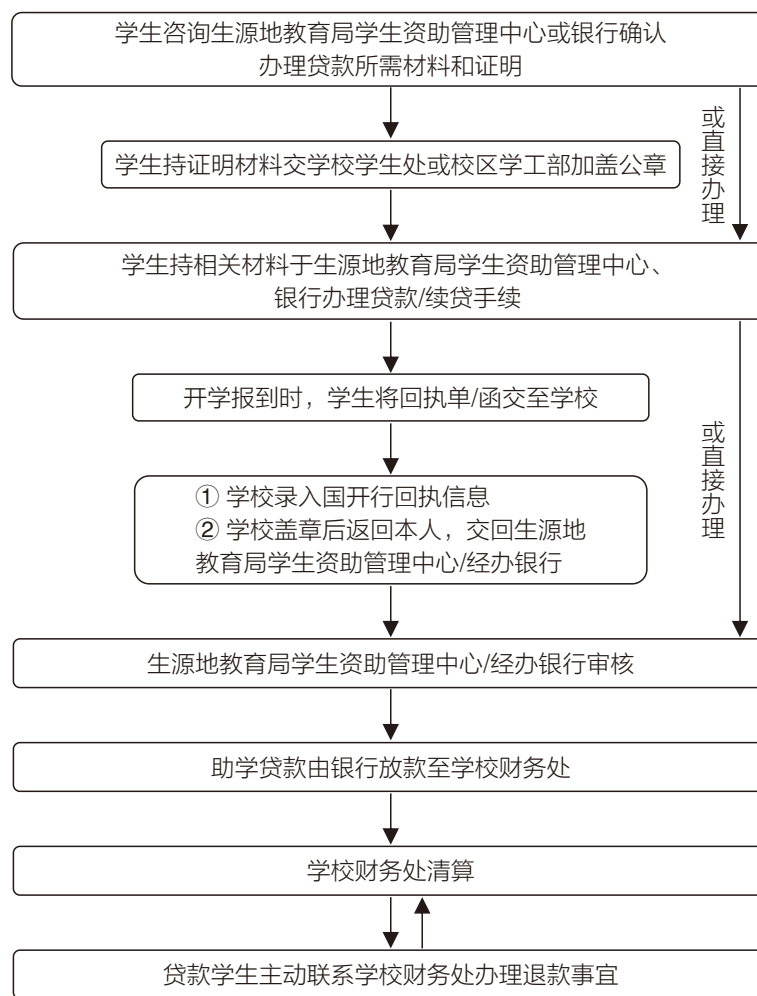 学生咨询生源地教育局学生资助管理中心或银行确认
办理贷款所需材料和证明
或直接办理
学生持证明材料交学校学生处或校区学工部加盖公章
学生持相关材料于生源地教育局学生资助管理中心、
银行办理贷款/续贷手续
开学报到时，学生将回执单/函交至学校
或直接办理
① 学校录入国开行回执信息
② 学校盖章后返回本人，交回生源地
教育局学生资助管理中心/经办银行
生源地教育局学生资助管理中心/经办银行审核
助学贷款由银行放款至学校财务处
学校财务处清算
贷款学生主动联系学校财务处办理退款事宜